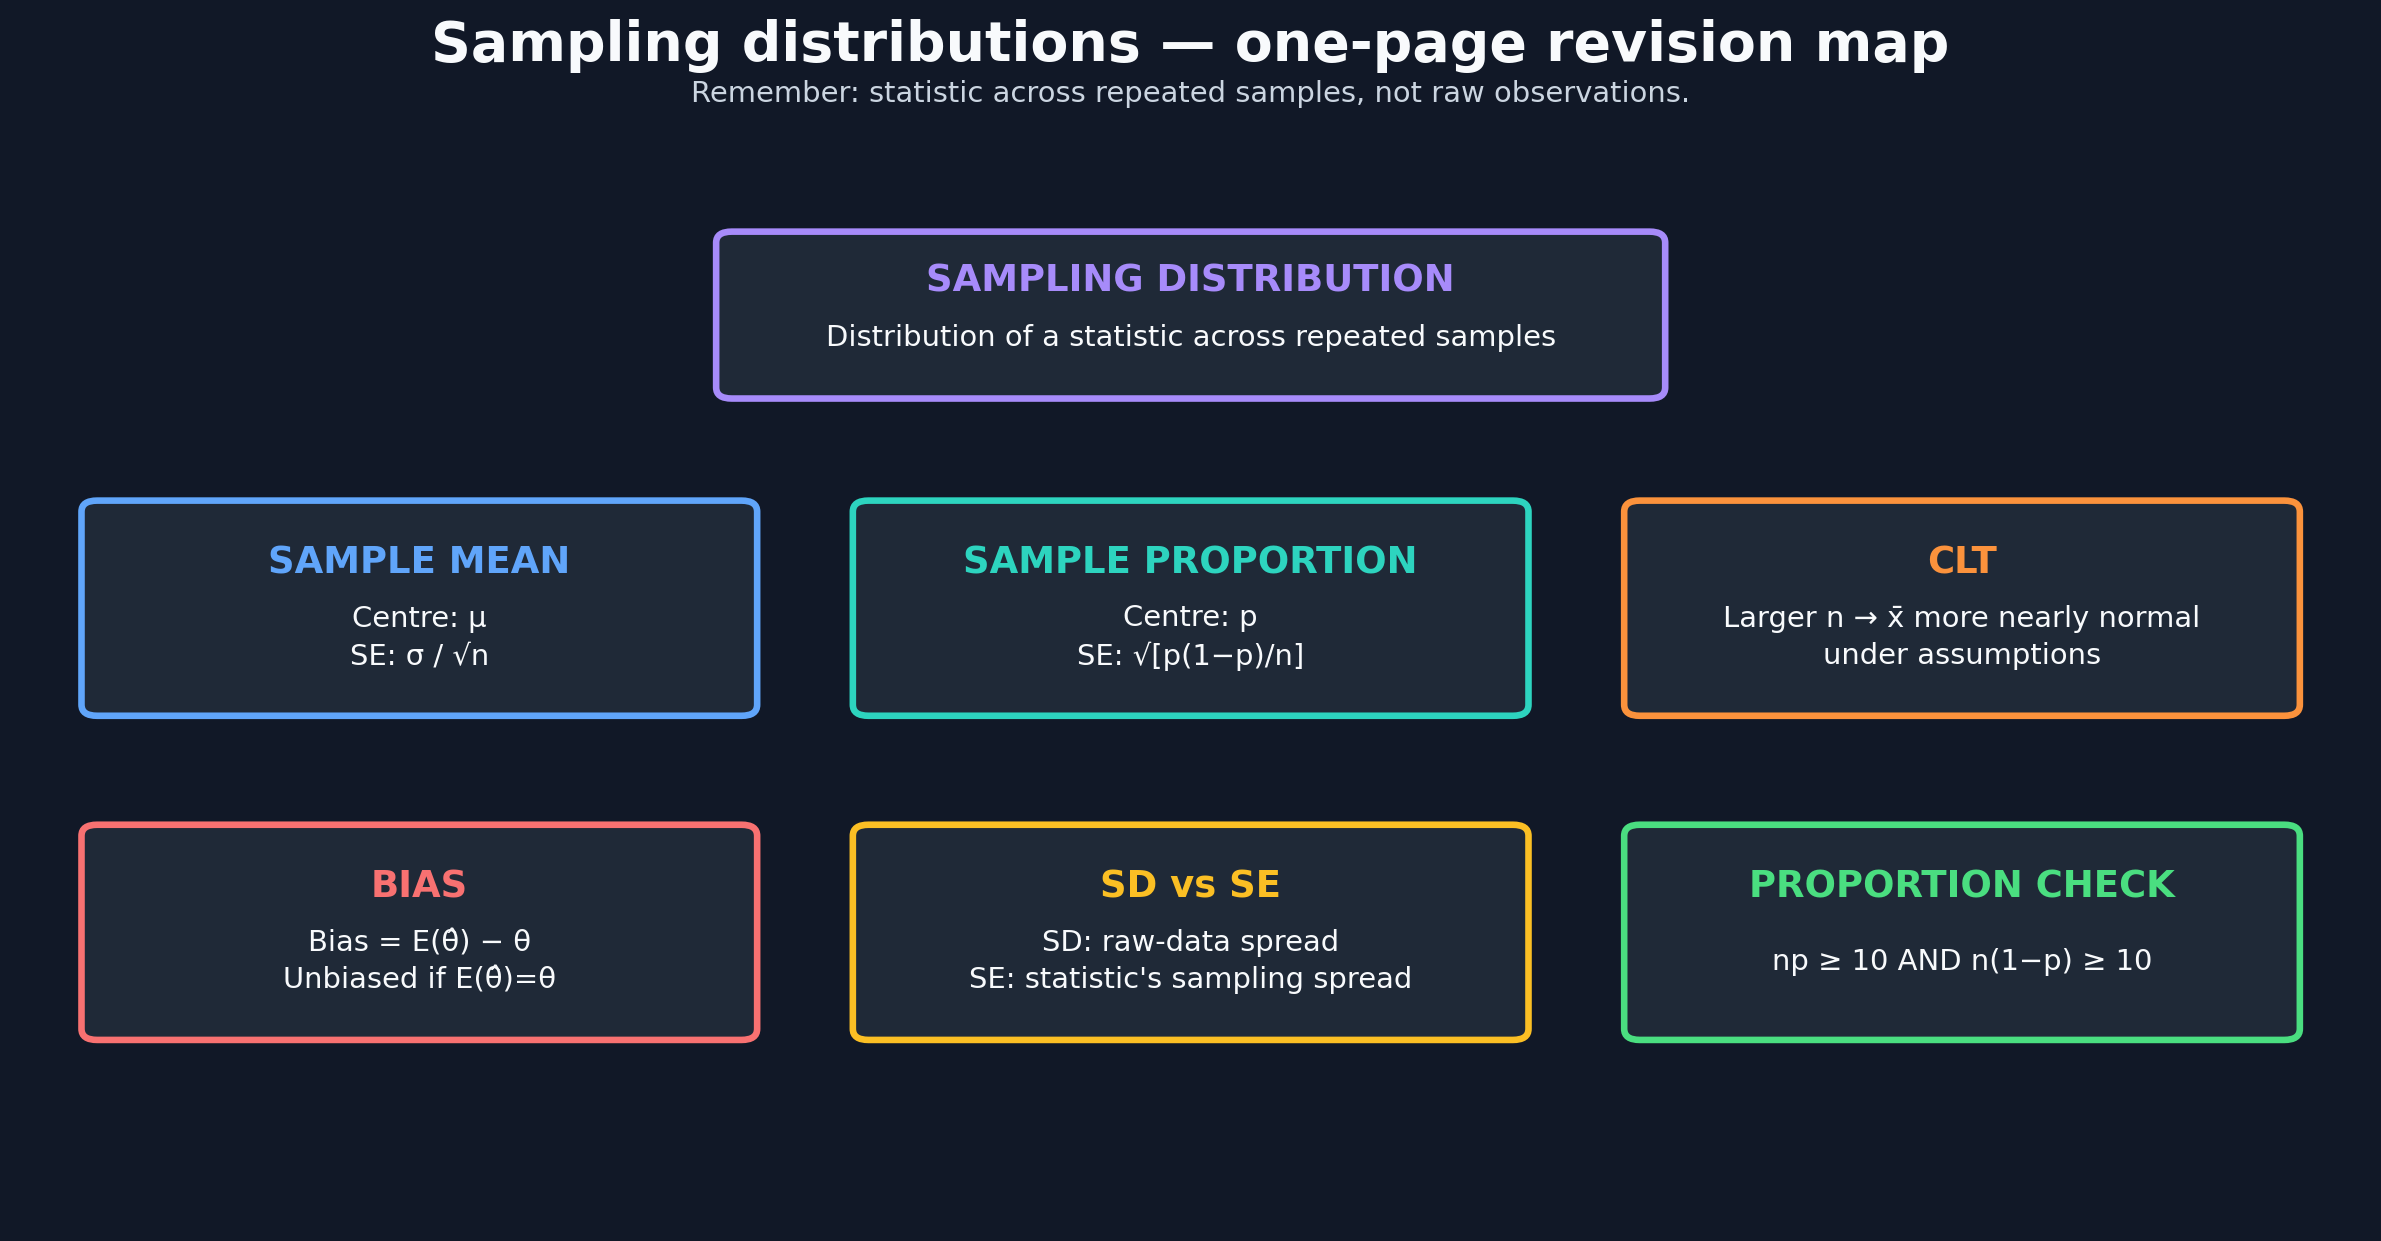 Sampling distributions — one-page revision map
Remember: statistic across repeated samples, not raw observations.
SAMPLING DISTRIBUTION
Distribution of a statistic across repeated samples
SAMPLE MEAN
Centre: μ
SE: σ / √n
SAMPLE PROPORTION
Centre: p
SE: √[p(1−p)/n]
CLT
Larger n → x̄ more nearly normal
under assumptions
BIAS
Bias = E(θ̂) − θ
Unbiased if E(θ̂)=θ
SD vs SE
SD: raw-data spread
SE: statistic's sampling spread
PROPORTION CHECK
np ≥ 10 AND n(1−p) ≥ 10